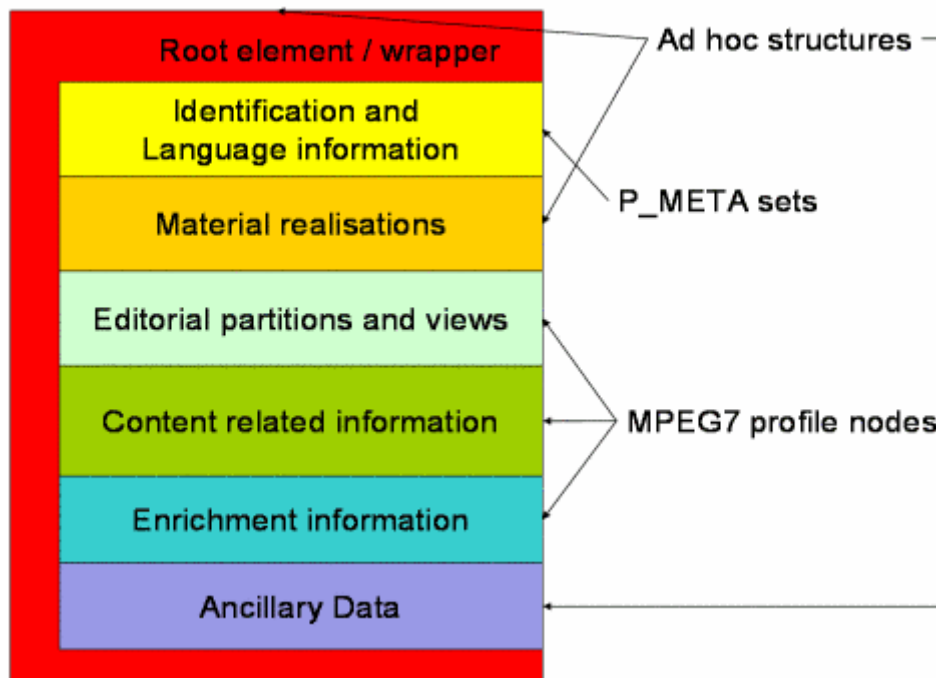 Root element / wrapper
Identification and
Language information
Material realisations
Editorial partitions and views
Content related information
Enrichment information
Ancillary Data
Ad hoc structures
P_META sets
MPEG7 profile nodes